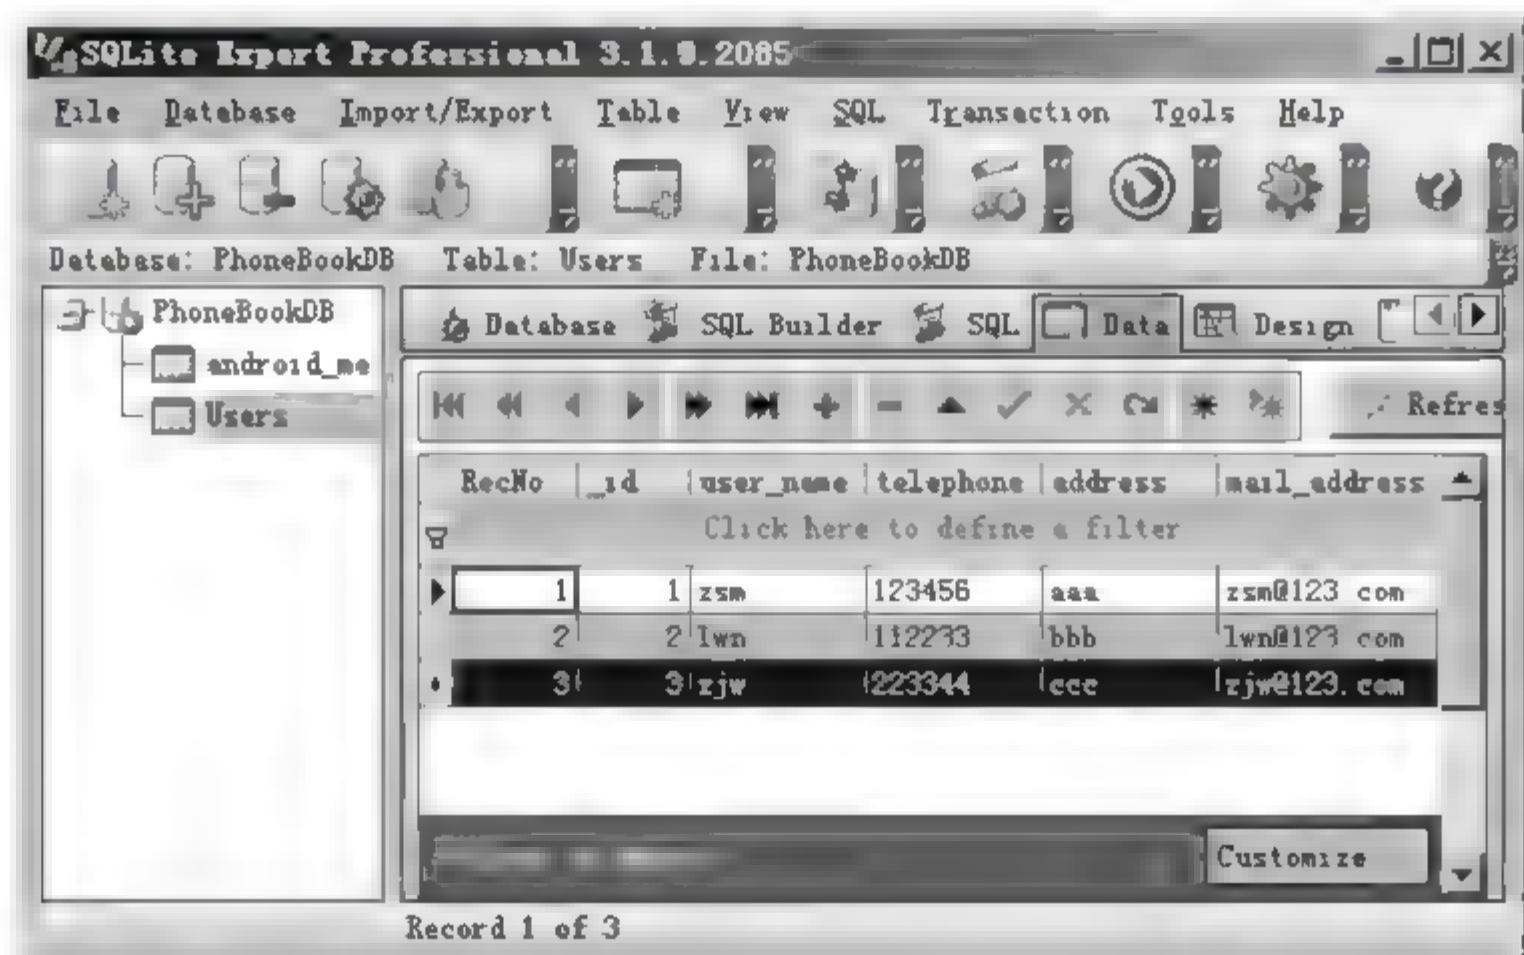 SQLite Expert Professional 3.1.9.2085
File Database Import/Export Table View SQL Transaction Tools Help
Database: PhoneBookDB Table: Users File: PhoneBookDB
PhoneBookDB
android_me
Users
Database SQL Builder SQL Data Design
Refres
RecNo _id user_name telephone address mail_address
Click here to define a filter
1 1 zsm 123456 aaa zsm@123.com
2 2 lwn 112233 bbb lwn@123.com
3 3 zjw 223344 ccc zjw@123.com
Customize
Record 1 of 3